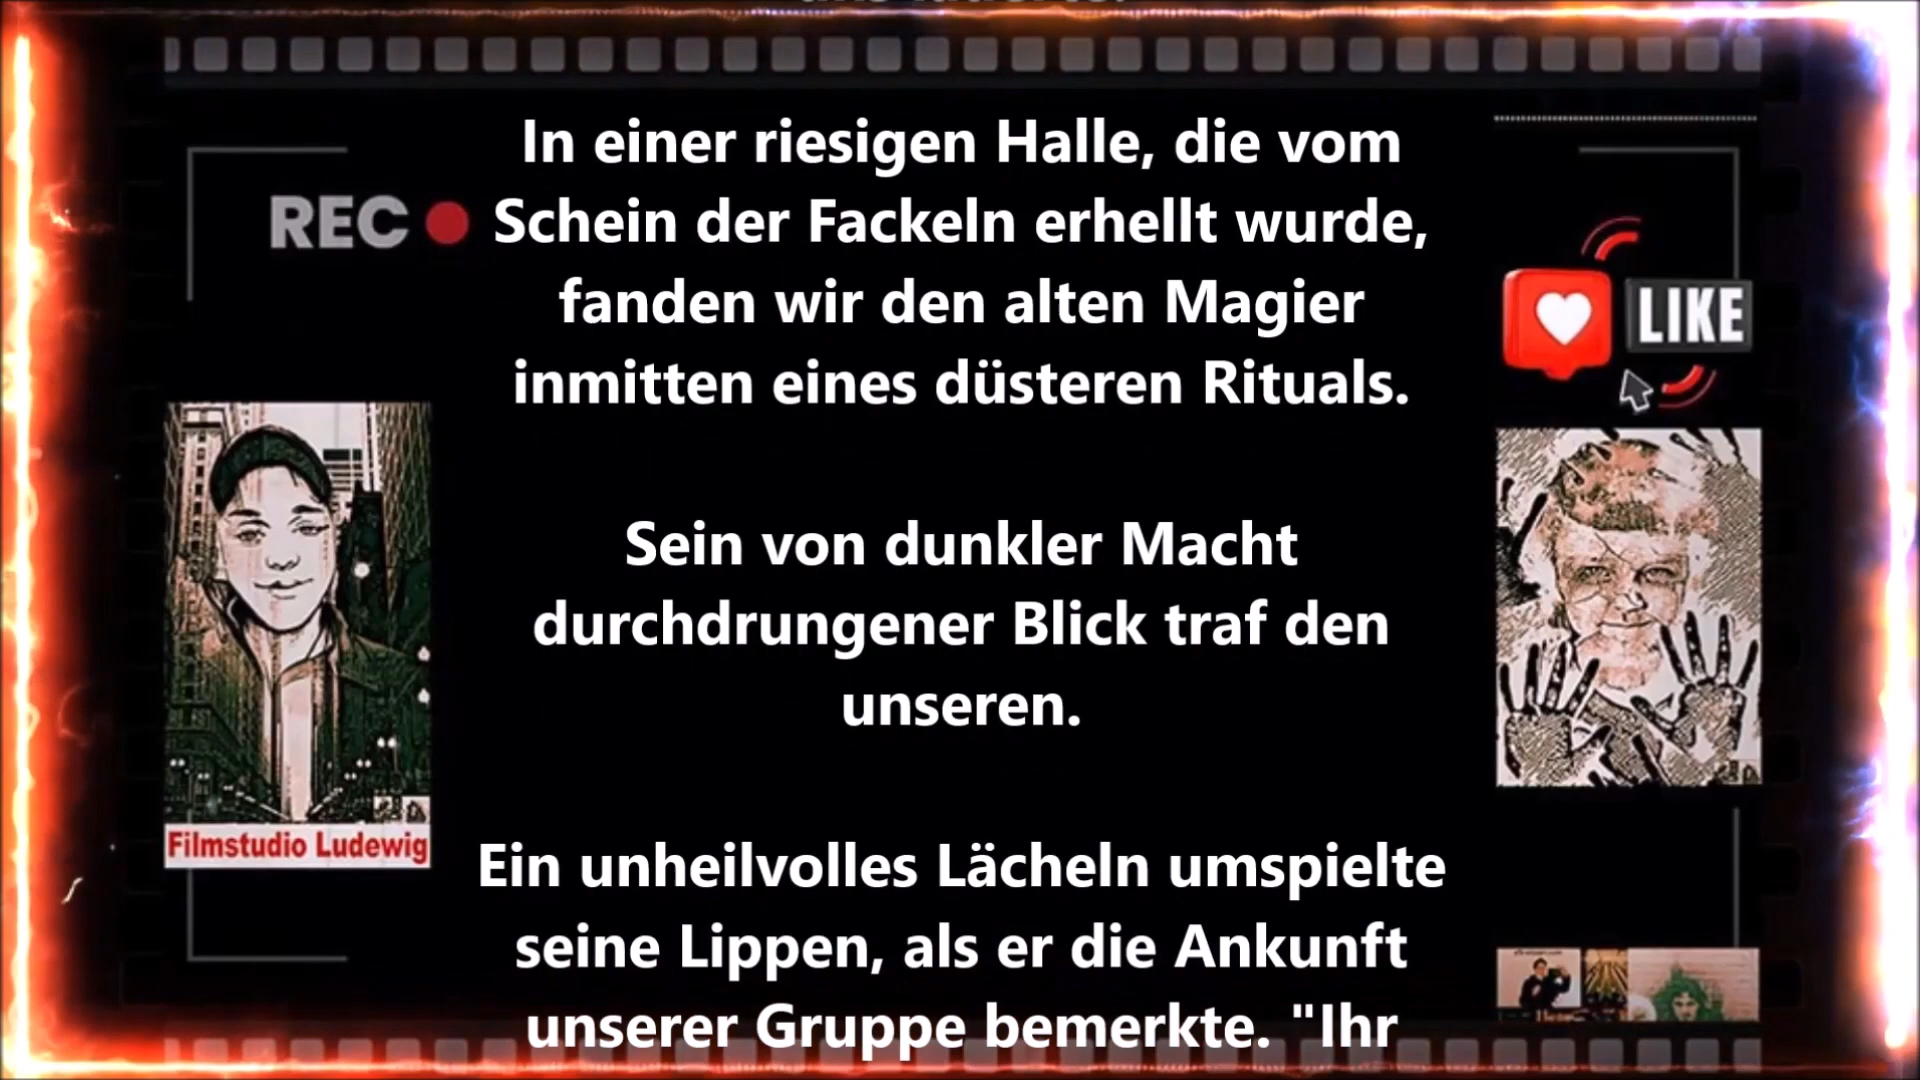 In einer riesigen Halle, die vom
REC
Schein der Fackeln erhellt wurde,
fanden wir den alten Magier
LIKE
inmitten eines düsteren Rituals.
Sein von dunkler Macht
durchdrungener Blick traf den
unseren.
Filmstudio Ludewig
Ein unheilvolles Lächeln umspielte
seine Lippen, als er die Ankunft
unserer Gruppe bemerkte. "Ihr